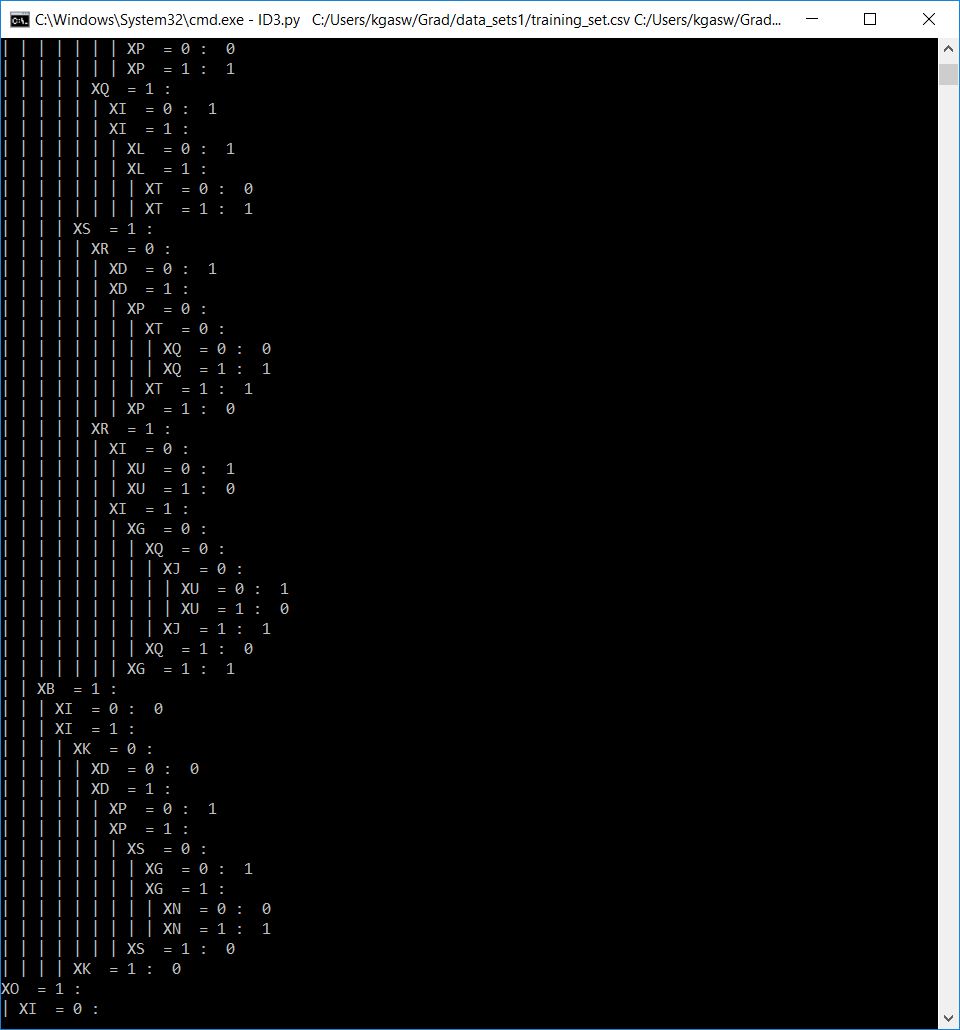 C:\Windows\System32\cmd.exe - ID3.py   C:/Users/kgasw/Grad/data_sets1/training_set.csv C:/Users/kgasw/Grad...
| | | | | | | XP  = 0 :  0
| | | | | | | XP  = 1 :  1
| | | | | XQ  = 1 :
| | | | | | XI  = 0 :  1
| | | | | | XI  = 1 :
| | | | | | | XL  = 0 :  1
| | | | | | | XL  = 1 :
| | | | | | | | XT  = 0 :  0
| | | | | | | | XT  = 1 :  1
| | | | XS  = 1 :
| | | | | XR  = 0 :
| | | | | | XD  = 0 :  1
| | | | | | XD  = 1 :
| | | | | | | XP  = 0 :
| | | | | | | | XT  = 0 :
| | | | | | | | | XQ  = 0 :  0
| | | | | | | | | XQ  = 1 :  1
| | | | | | | | XT  = 1 :  1
| | | | | | | XP  = 1 :  0
| | | | | XR  = 1 :
| | | | | | XI  = 0 :
| | | | | | | XU  = 0 :  1
| | | | | | | XU  = 1 :  0
| | | | | | XI  = 1 :
| | | | | | | XG  = 0 :
| | | | | | | | XQ  = 0 :
| | | | | | | | | XJ  = 0 :
| | | | | | | | | | XU  = 0 :  1
| | | | | | | | | | XU  = 1 :  0
| | | | | | | | | XJ  = 1 :  1
| | | | | | | | XQ  = 1 :  0
| | | | | | | XG  = 1 :  1
| | XB  = 1 :
| | | XI  = 0 :  0
| | | XI  = 1 :
| | | | XK  = 0 :
| | | | | XD  = 0 :  0
| | | | | XD  = 1 :
| | | | | | XP  = 0 :  1
| | | | | | XP  = 1 :
| | | | | | | XS  = 0 :
| | | | | | | | XG  = 0 :  1
| | | | | | | | XG  = 1 :
| | | | | | | | | XN  = 0 :  0
| | | | | | | | | XN  = 1 :  1
| | | | | | | XS  = 1 :  0
| | | | XK  = 1 :  0
XO  = 1 :
| XI  = 0 :